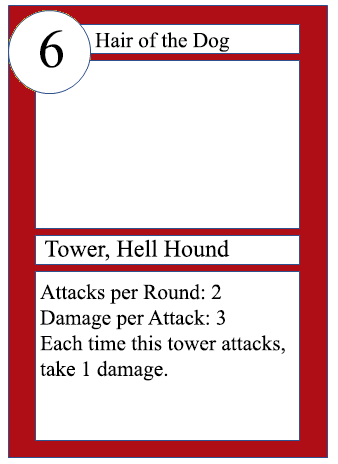 6
Hair of the Dog
Tower, Hell Hound
Attacks per Round: 2
Damage per Attack: 3
Each time this tower attacks,
take 1 damage.